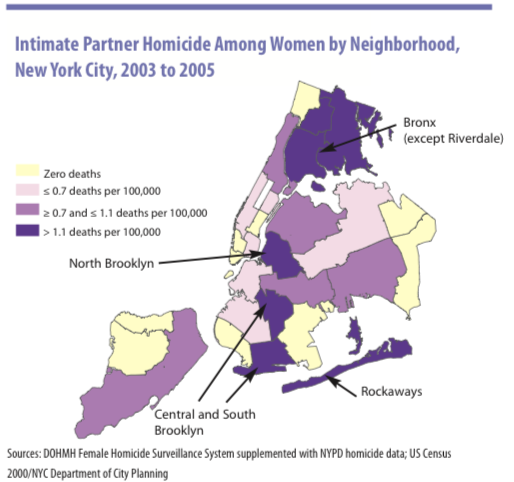 Intimate Partner Homicide Among Women by Neighborhood,
New York City, 2003 to 2005
Bronx
(except Riverdale)
Zero deaths
≤ 0.7 deaths per 100,000
≥ 0.7 and ≤ 1.1 deaths per 100,000
> 1.1 deaths per 100,000
North Brooklyn
Rockaways
Central and South
Brooklyn
Sources: DOHMH Female Homicide Surveillance System supplemented with NYPD homicide data; US Census
2000/NYC Department of City Planning